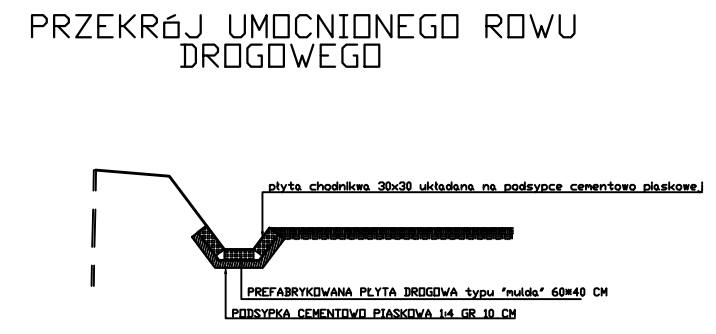 PRZEKRóJ UMOCNIONEGO ROWU
DROGOWEGO
płyta chodnikwa 30x30 układana na podsypce cementowo piaskowej
PREFABRYKOWANA PŁYTA DROGOWA typu "mulda" 60*40 CM
PODSYPKA CEMENTOWO PIASKOWA 1:4 GR 10 CM